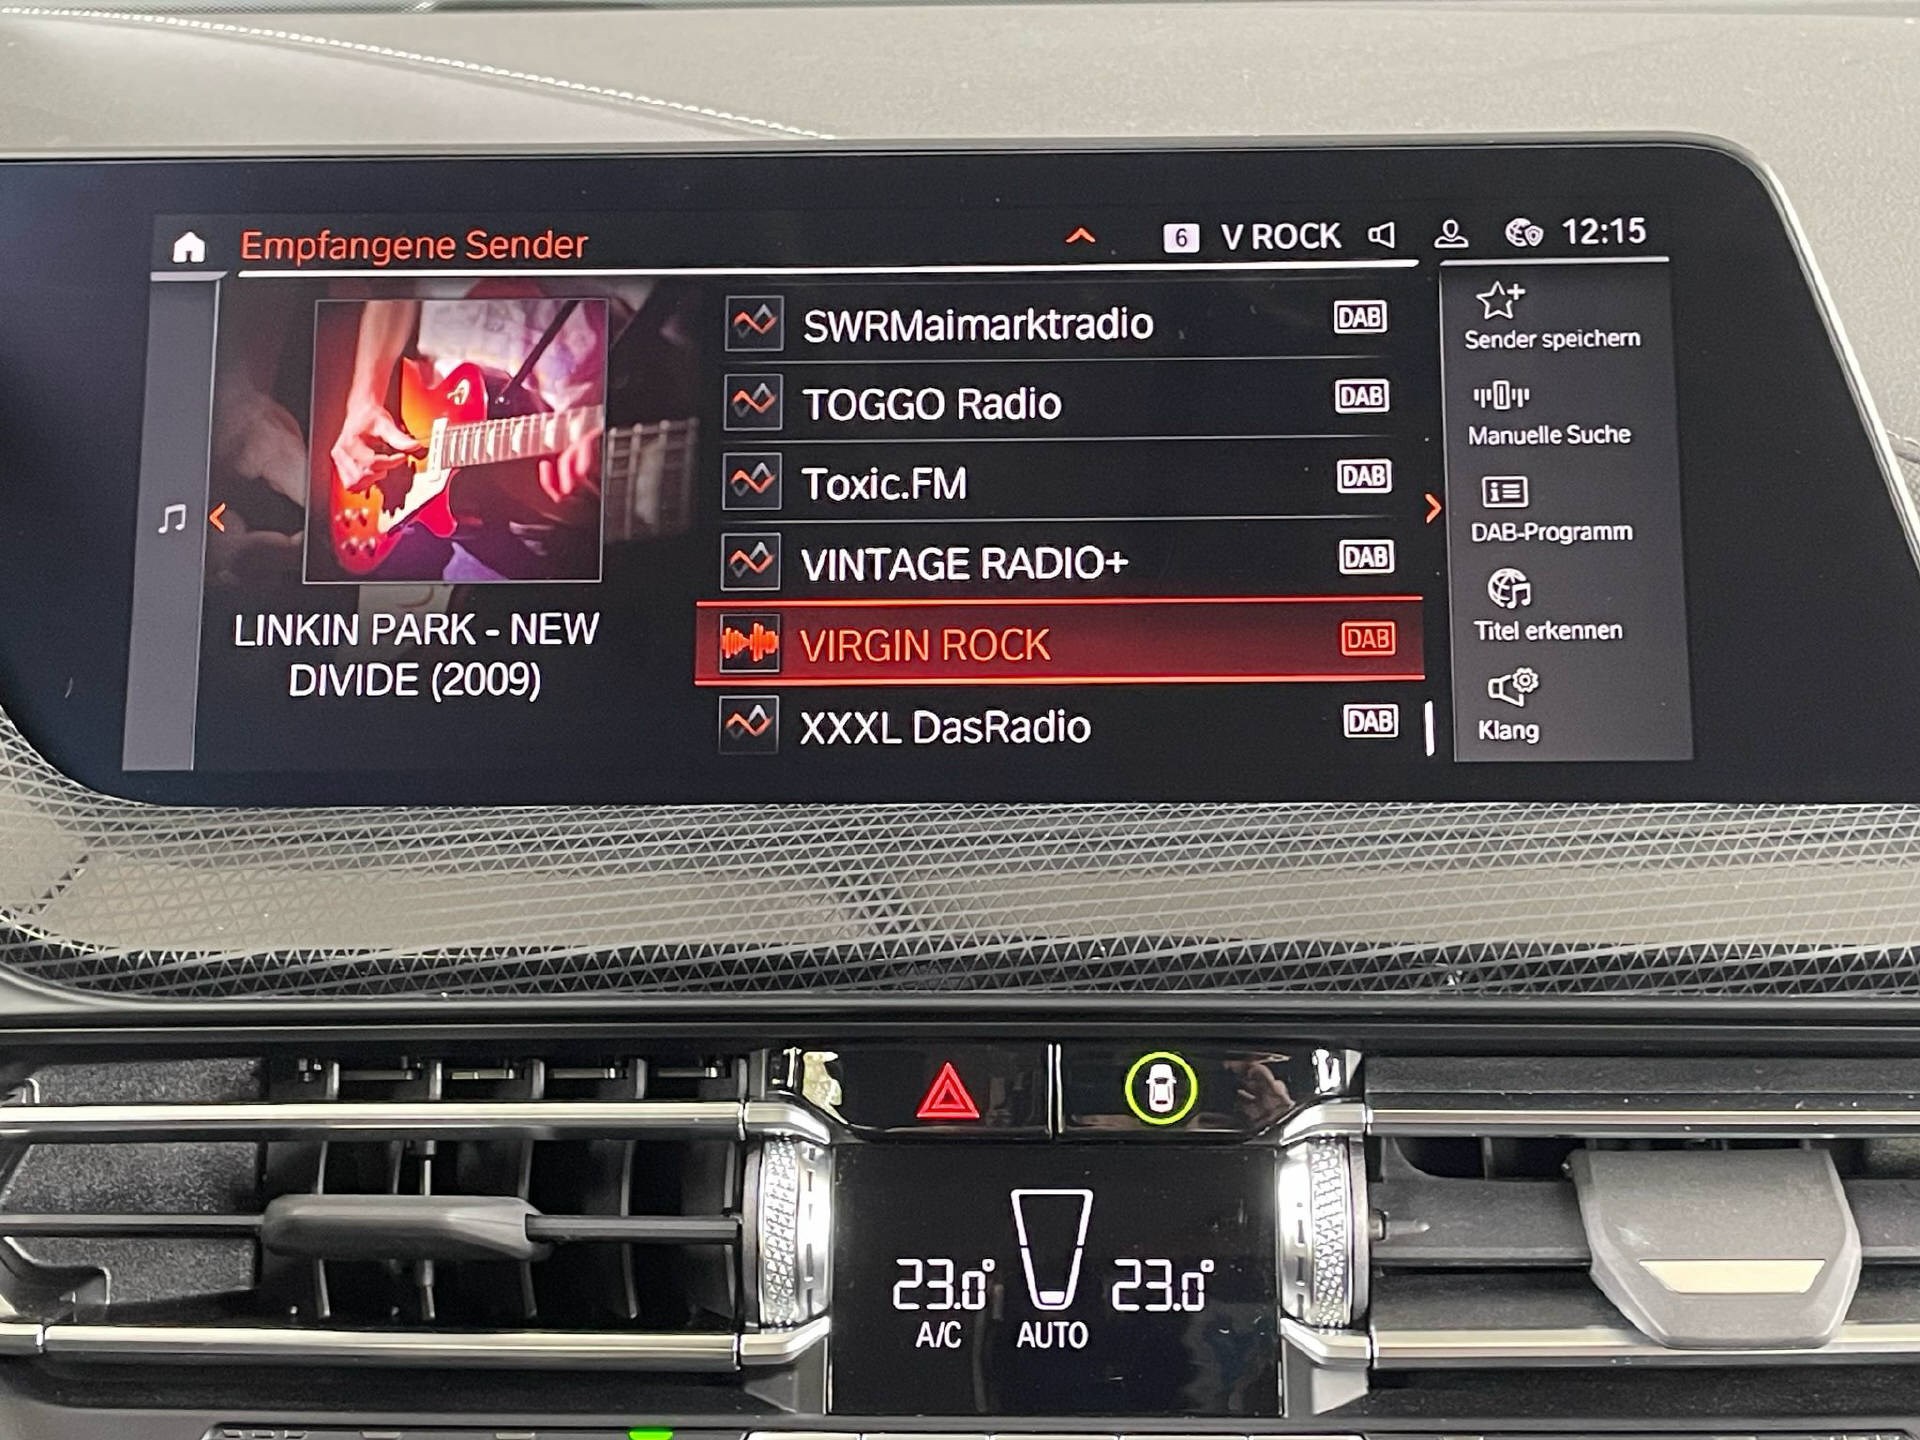 Empfangene Sender
6 V ROCK 12:15
LINKIN PARK - NEW
DIVIDE (2009)
SWRMaimarktradio DAB
TOGGO Radio DAB
Toxic.FM DAB
VINTAGE RADIO+ DAB
VIRGIN ROCK DAB
XXXL DasRadio DAB
Sender speichern
Manuelle Suche
DAB-Programm
Titel erkennen
Klang
23.0° 23.0°
A/C AUTO